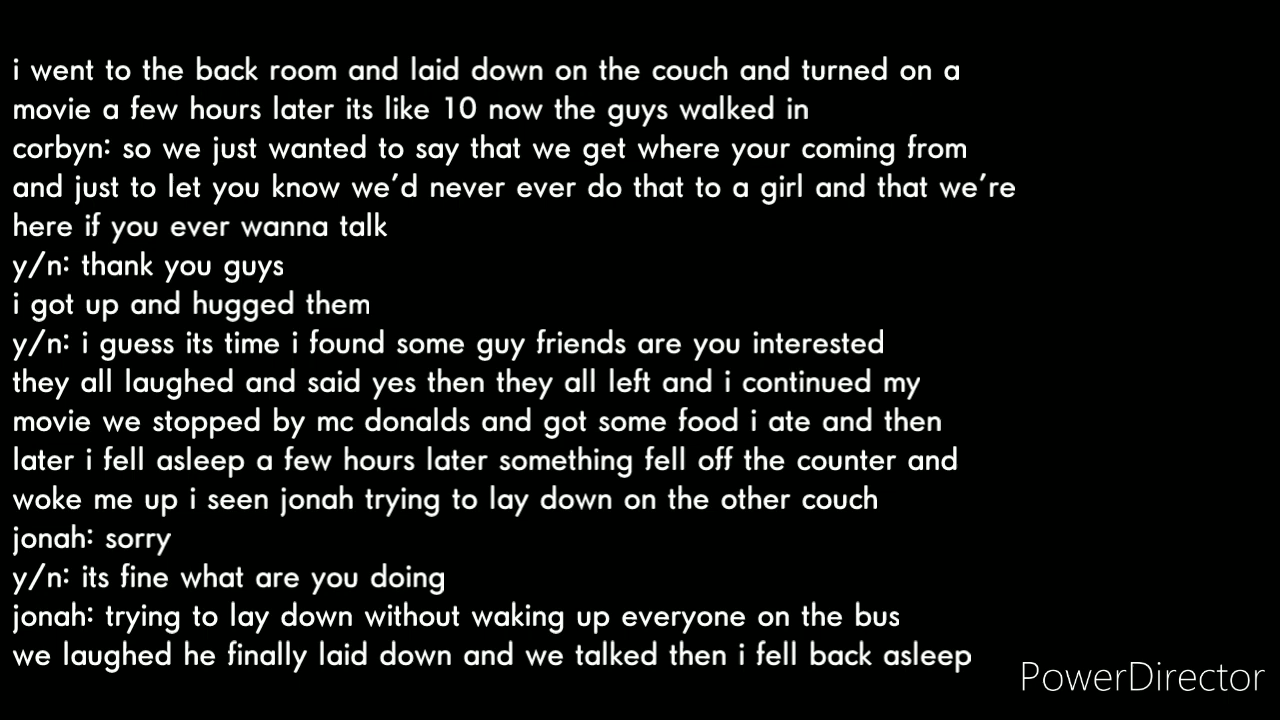 i went to the back room and laid down on the couch and turned on a
movie a few hours later its like 10 now the guys walked in
corbyn: so we just wanted to say that we get where your coming from
and just to let you know we’d never ever do that to a girl and that we’re
here if you ever wanna talk
y/n: thank you guys
i got up and hugged them
y/n: i guess its time i found some guy friends are you interested
they all laughed and said yes then they all left and i continued my
movie we stopped by mc donalds and got some food i ate and then
later i fell asleep a few hours later something fell off the counter and
woke me up i seen jonah trying to lay down on the other couch
jonah: sorry
y/n: its fine what are you doing
jonah: trying to lay down without waking up everyone on the bus
we laughed he finally laid down and we talked then i fell back asleep
PowerDirector